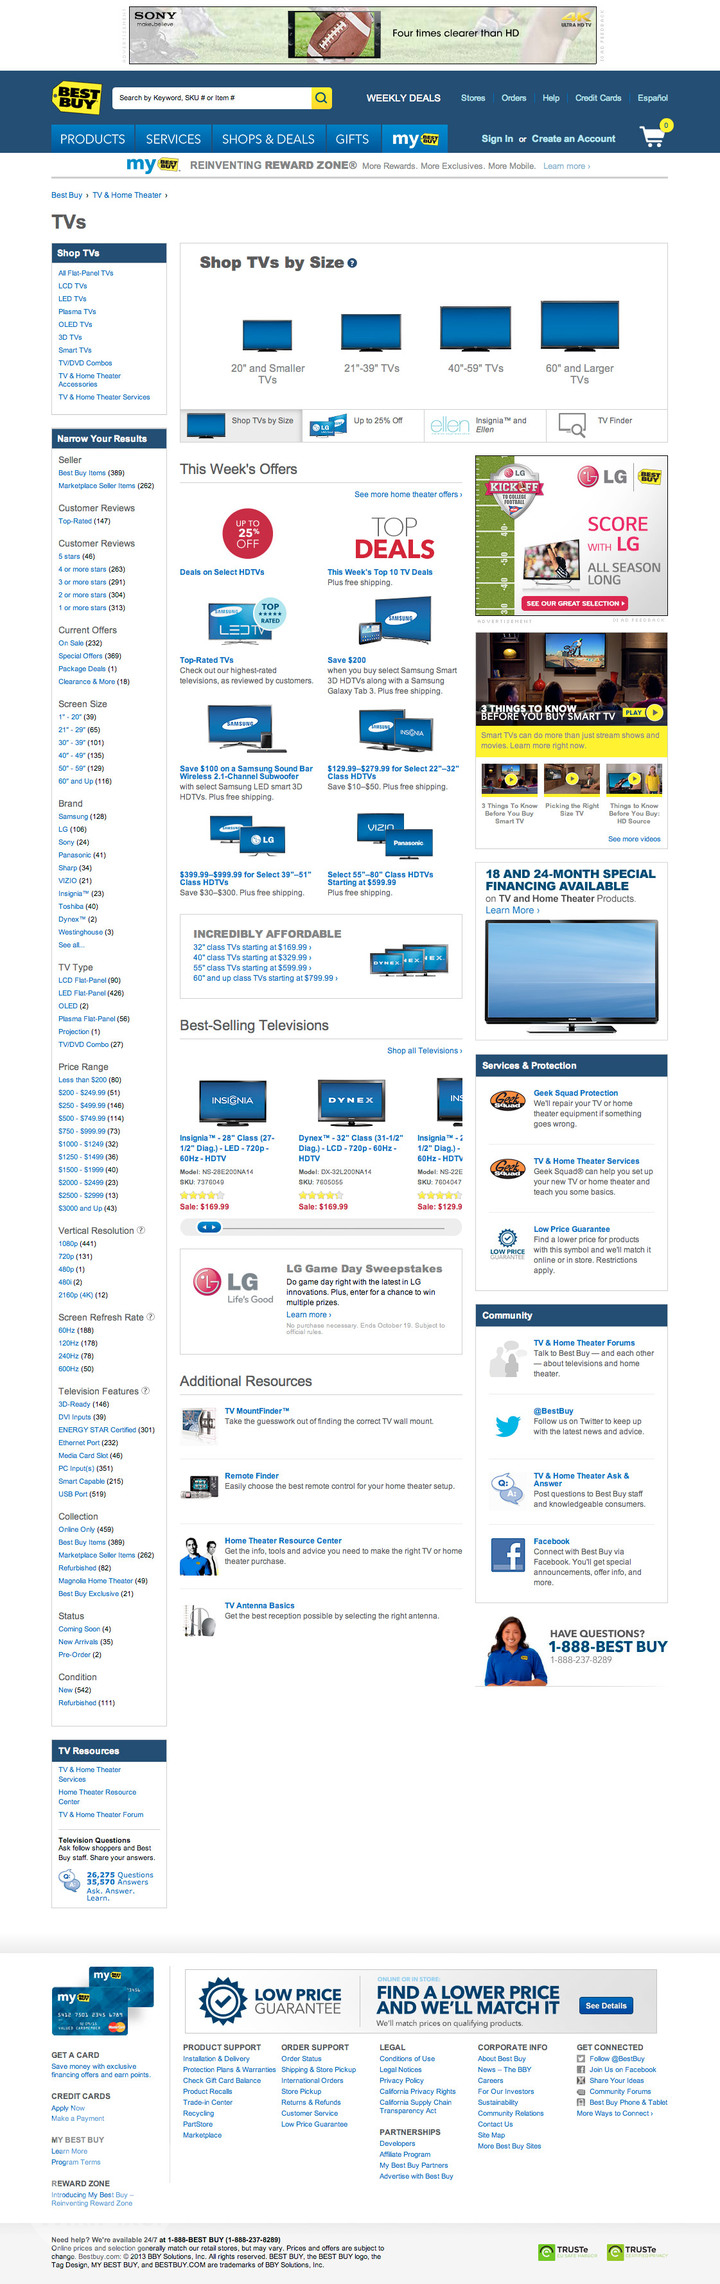 SONY
make.believe
Four times clearer than HD
4K
ULTRA HD TV
ADVERTISEMENT
BEST BUY
Search by Keyword, SKU # or Item #
WEEKLY DEALS
Stores
Orders
Help
Credit Cards
Español
PRODUCTS
SERVICES
SHOPS & DEALS
GIFTS
my BEST BUY
Sign In or Create an Account
0
my BEST BUY REINVENTING REWARD ZONE® More Rewards. More Exclusives. More Mobile. Learn more ›
Best Buy › TV & Home Theater ›
TVs
Shop TVs
All Flat-Panel TVs
LCD TVs
LED TVs
Plasma TVs
OLED TVs
3D TVs
Smart TVs
TV/DVD Combos
TV & Home Theater
Accessories
TV & Home Theater Services
Narrow Your Results
Seller
Best Buy Items (389)
Marketplace Seller Items (262)
Customer Reviews
Top-Rated (147)
Customer Reviews
5 stars (46)
4 or more stars (263)
3 or more stars (291)
2 or more stars (304)
1 or more stars (313)
Current Offers
On Sale (232)
Special Offers (369)
Package Deals (1)
Clearance & More (18)
Screen Size
1" - 20" (39)
21" - 29" (65)
30" - 39" (101)
40" - 49" (135)
50" - 59" (129)
60" and Up (116)
Brand
Samsung (128)
LG (106)
Sony (24)
Panasonic (41)
Sharp (34)
VIZIO (21)
Insignia™ (23)
Toshiba (40)
Dynex™ (2)
Westinghouse (3)
See all...
TV Type
LCD Flat-Panel (90)
LED Flat-Panel (426)
OLED (2)
Plasma Flat-Panel (56)
Projection (1)
TV/DVD Combo (27)
Price Range
Less than $200 (80)
$200 - $249.99 (51)
$250 - $499.99 (146)
$500 - $749.99 (114)
$750 - $999.99 (73)
$1000 - $1249 (32)
$1250 - $1499 (36)
$1500 - $1999 (40)
$2000 - $2499 (23)
$2500 - $2999 (13)
$3000 and Up (43)
Vertical Resolution ?
1080p (441)
720p (131)
480p (1)
480i (2)
2160p (4K) (12)
Screen Refresh Rate ?
60Hz (188)
120Hz (178)
240Hz (78)
600Hz (50)
Television Features ?
3D-Ready (146)
DVI Inputs (39)
ENERGY STAR Certified (301)
Ethernet Port (232)
Media Card Slot (46)
PC Input(s) (351)
Smart Capable (215)
USB Port (519)
Collection
Online Only (459)
Best Buy Items (389)
Marketplace Seller Items (262)
Refurbished (82)
Magnolia Home Theater (49)
Best Buy Exclusive (21)
Status
Coming Soon (4)
New Arrivals (35)
Pre-Order (2)
Condition
New (542)
Refurbished (111)
TV Resources
TV & Home Theater
Services
Home Theater Resource
Center
TV & Home Theater Forum
Television Questions
Ask fellow shoppers and Best
Buy staff. Share your answers.
Q: A:
26,275 Questions
35,570 Answers
Ask. Answer.
Learn.
Shop TVs by Size ?
20" and Smaller
TVs
21"-39" TVs
40"-59" TVs
60" and Larger
TVs
Shop TVs by Size
LG
Up to 25% Off
ellen
Insignia™ and
Ellen
TV Finder
This Week's Offers
See more home theater offers ›
UP TO
25%
OFF
TOP
DEALS
Deals on Select HDTVs
This Week's Top 10 TV Deals
Plus free shipping.
SAMSUNG
LED TV
TOP
RATED
SAMSUNG
Top-Rated TVs
Check out our highest-rated
televisions, as reviewed by customers.
Save $200
when you buy select Samsung Smart
3D HDTVs along with a Samsung
Galaxy Tab 3. Plus free shipping.
SAMSUNG
SAMSUNG
INSIGNIA
Save $100 on a Samsung Sound Bar
Wireless 2.1-Channel Subwoofer
with select Samsung LED smart 3D
HDTVs. Plus free shipping.
$129.99–$279.99 for Select 22"–32"
Class HDTVs
Save $10–$50. Plus free shipping.
SAMSUNG
LG
VIZIO
Panasonic
$399.99–$999.99 for Select 39"–51"
Class HDTVs
Save $30–$300. Plus free shipping.
Select 55"–80" Class HDTVs
Starting at $599.99
Plus free shipping.
INCREDIBLY AFFORDABLE
32" class TVs starting at $169.99 ›
40" class TVs starting at $329.99 ›
55" class TVs starting at $599.99 ›
60" and up class TVs starting at $799.99 ›
DYNEX
DYNEX
DYNEX
Best-Selling Televisions
Shop all Televisions ›
INSIGNIA
DYNEX
INS
Insignia™ - 28" Class (27-
1/2" Diag.) - LED - 720p -
60Hz - HDTV
Model: NS-28E200NA14
SKU: 7376049
Sale: $169.99
Dynex™ - 32" Class (31-1/2"
Diag.) - LCD - 720p - 60Hz -
HDTV
Model: DX-32L200NA14
SKU: 7605055
Sale: $169.99
Insignia™ - 2
1/2" Diag.) -
60Hz - HDTV
Model: NS-22E
SKU: 7604047
Sale: $129.9
LG
Life's Good
LG Game Day Sweepstakes
Do game day right with the latest in LG
innovations. Plus, enter for a chance to win
multiple prizes.
Learn more ›
No purchase necessary. Ends October 19. Subject to
official rules.
Additional Resources
TV MountFinder™
Take the guesswork out of finding the correct TV wall mount.
Remote Finder
Easily choose the best remote control for your home theater setup.
Home Theater Resource Center
Get the info, tools and advice you need to make the right TV or home
theater purchase.
TV Antenna Basics
Get the best reception possible by selecting the right antenna.
LG
KICK OFF
TO COLLEGE
FOOTBALL
LG
BEST BUY
SCORE
WITH LG
ALL SEASON
LONG
SEE OUR GREAT SELECTION ▸
ADVERTISEMENT
3 THINGS TO KNOW
BEFORE YOU BUY SMART TV
PLAY
Smart TVs can do more than just stream shows and
movies. Learn more right now.
3 Things To Know
Before You Buy
Smart TV
Picking the Right
Size TV
Things to Know
Before You Buy:
HD Source
See more videos
18 AND 24-MONTH SPECIAL
FINANCING AVAILABLE
on TV and Home Theater Products.
Learn More ›
Services & Protection
Geek Squad
Geek Squad Protection
We'll repair your TV or home
theater equipment if something
goes wrong.
Geek Squad
TV & Home Theater Services
Geek Squad® can help you set up
your new TV or home theater and
teach you some basics.
LOW PRICE
GUARANTEE
Low Price Guarantee
Find a lower price for products
with this symbol and we'll match it
online or in store. Restrictions
apply.
Community
TV & Home Theater Forums
Talk to Best Buy — and each other
— about televisions and home
theater.
@BestBuy
Follow us on Twitter to keep up
with the latest news and advice.
Q: A:
TV & Home Theater Ask &
Answer
Post questions to Best Buy staff
and knowledgeable consumers.
Facebook
Connect with Best Buy via
Facebook. You'll get special
announcements, offer info, and
more.
HAVE QUESTIONS?
1-888-BEST BUY
1-888-237-8289
my BEST BUY
my BEST BUY
5412 7501 2345 6789
MasterCard
GET A CARD
Save money with exclusive
financing offers and earn points.
CREDIT CARDS
Apply Now
Make a Payment
MY BEST BUY
Learn More
Program Terms
REWARD ZONE
Introducing My Best Buy –
Reinventing Reward Zone
LOW PRICE
GUARANTEE
ONLINE OR IN STORE:
FIND A LOWER PRICE
AND WE'LL MATCH IT
We'll match prices on qualifying products.
See Details
PRODUCT SUPPORT
Installation & Delivery
Protection Plans & Warranties
Check Gift Card Balance
Product Recalls
Trade-in Center
Recycling
PartStore
Marketplace
ORDER SUPPORT
Order Status
Shipping & Store Pickup
International Orders
Store Pickup
Returns & Refunds
Customer Service
Low Price Guarantee
LEGAL
Conditions of Use
Legal Notices
Privacy Policy
California Privacy Rights
California Supply Chain
Transparency Act
PARTNERSHIPS
Developers
Affiliate Program
My Best Buy Partners
Advertise with Best Buy
CORPORATE INFO
About Best Buy
News – The BBY
Careers
For Our Investors
Sustainability
Community Relations
Contact Us
Site Map
More Best Buy Sites
GET CONNECTED
Follow @BestBuy
Join Us on Facebook
Share Your Ideas
Community Forums
Best Buy Phone & Tablet
More Ways to Connect ›
Need help? We're available 24/7 at 1-888-BEST BUY (1-888-237-8289)
Online prices and selection generally match our retail stores, but may vary. Prices and offers are subject to
change. Bestbuy.com: © 2013 BBY Solutions, Inc. All rights reserved. BEST BUY, the BEST BUY logo, the
Tag Design, MY BEST BUY, and BESTBUY.COM are trademarks of BBY Solutions, Inc.
TRUSTe
EU SAFE HARBOR
TRUSTe
CERTIFIED PRIVACY